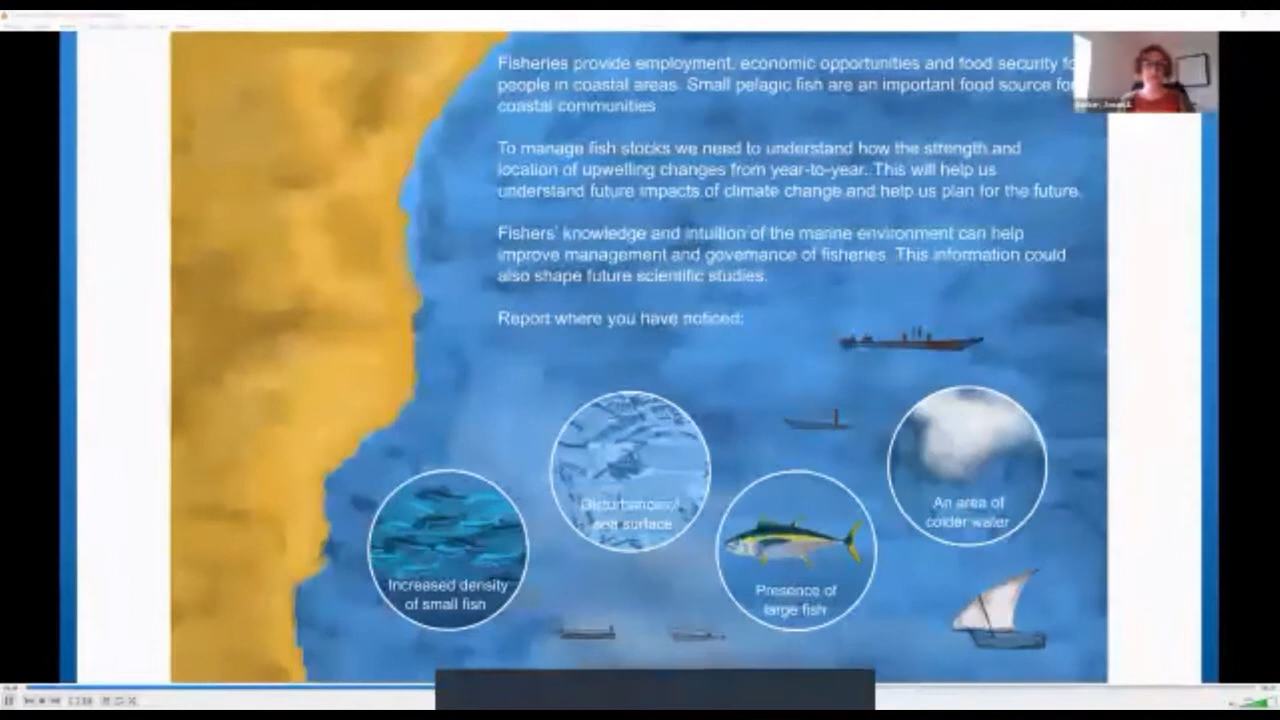 Fisheries provide employment, economic opportunities and food security
people in coastal areas. Small pelagic fish are an important food source for
coastal communities
To manage fish stocks we need to understand how the strength and
location of upwelling changes from year-to-year. This will help us
understand future impacts of climate change and help us plan for the future.
Fishers' knowledge and intuition of the marine environment can help
improve management and governance of fisheries. This information could
also shape future scientific studies.
Report where you have noticed:
Increased density
of small fish
sea surface
Presence of
large fish
An area of
colder water